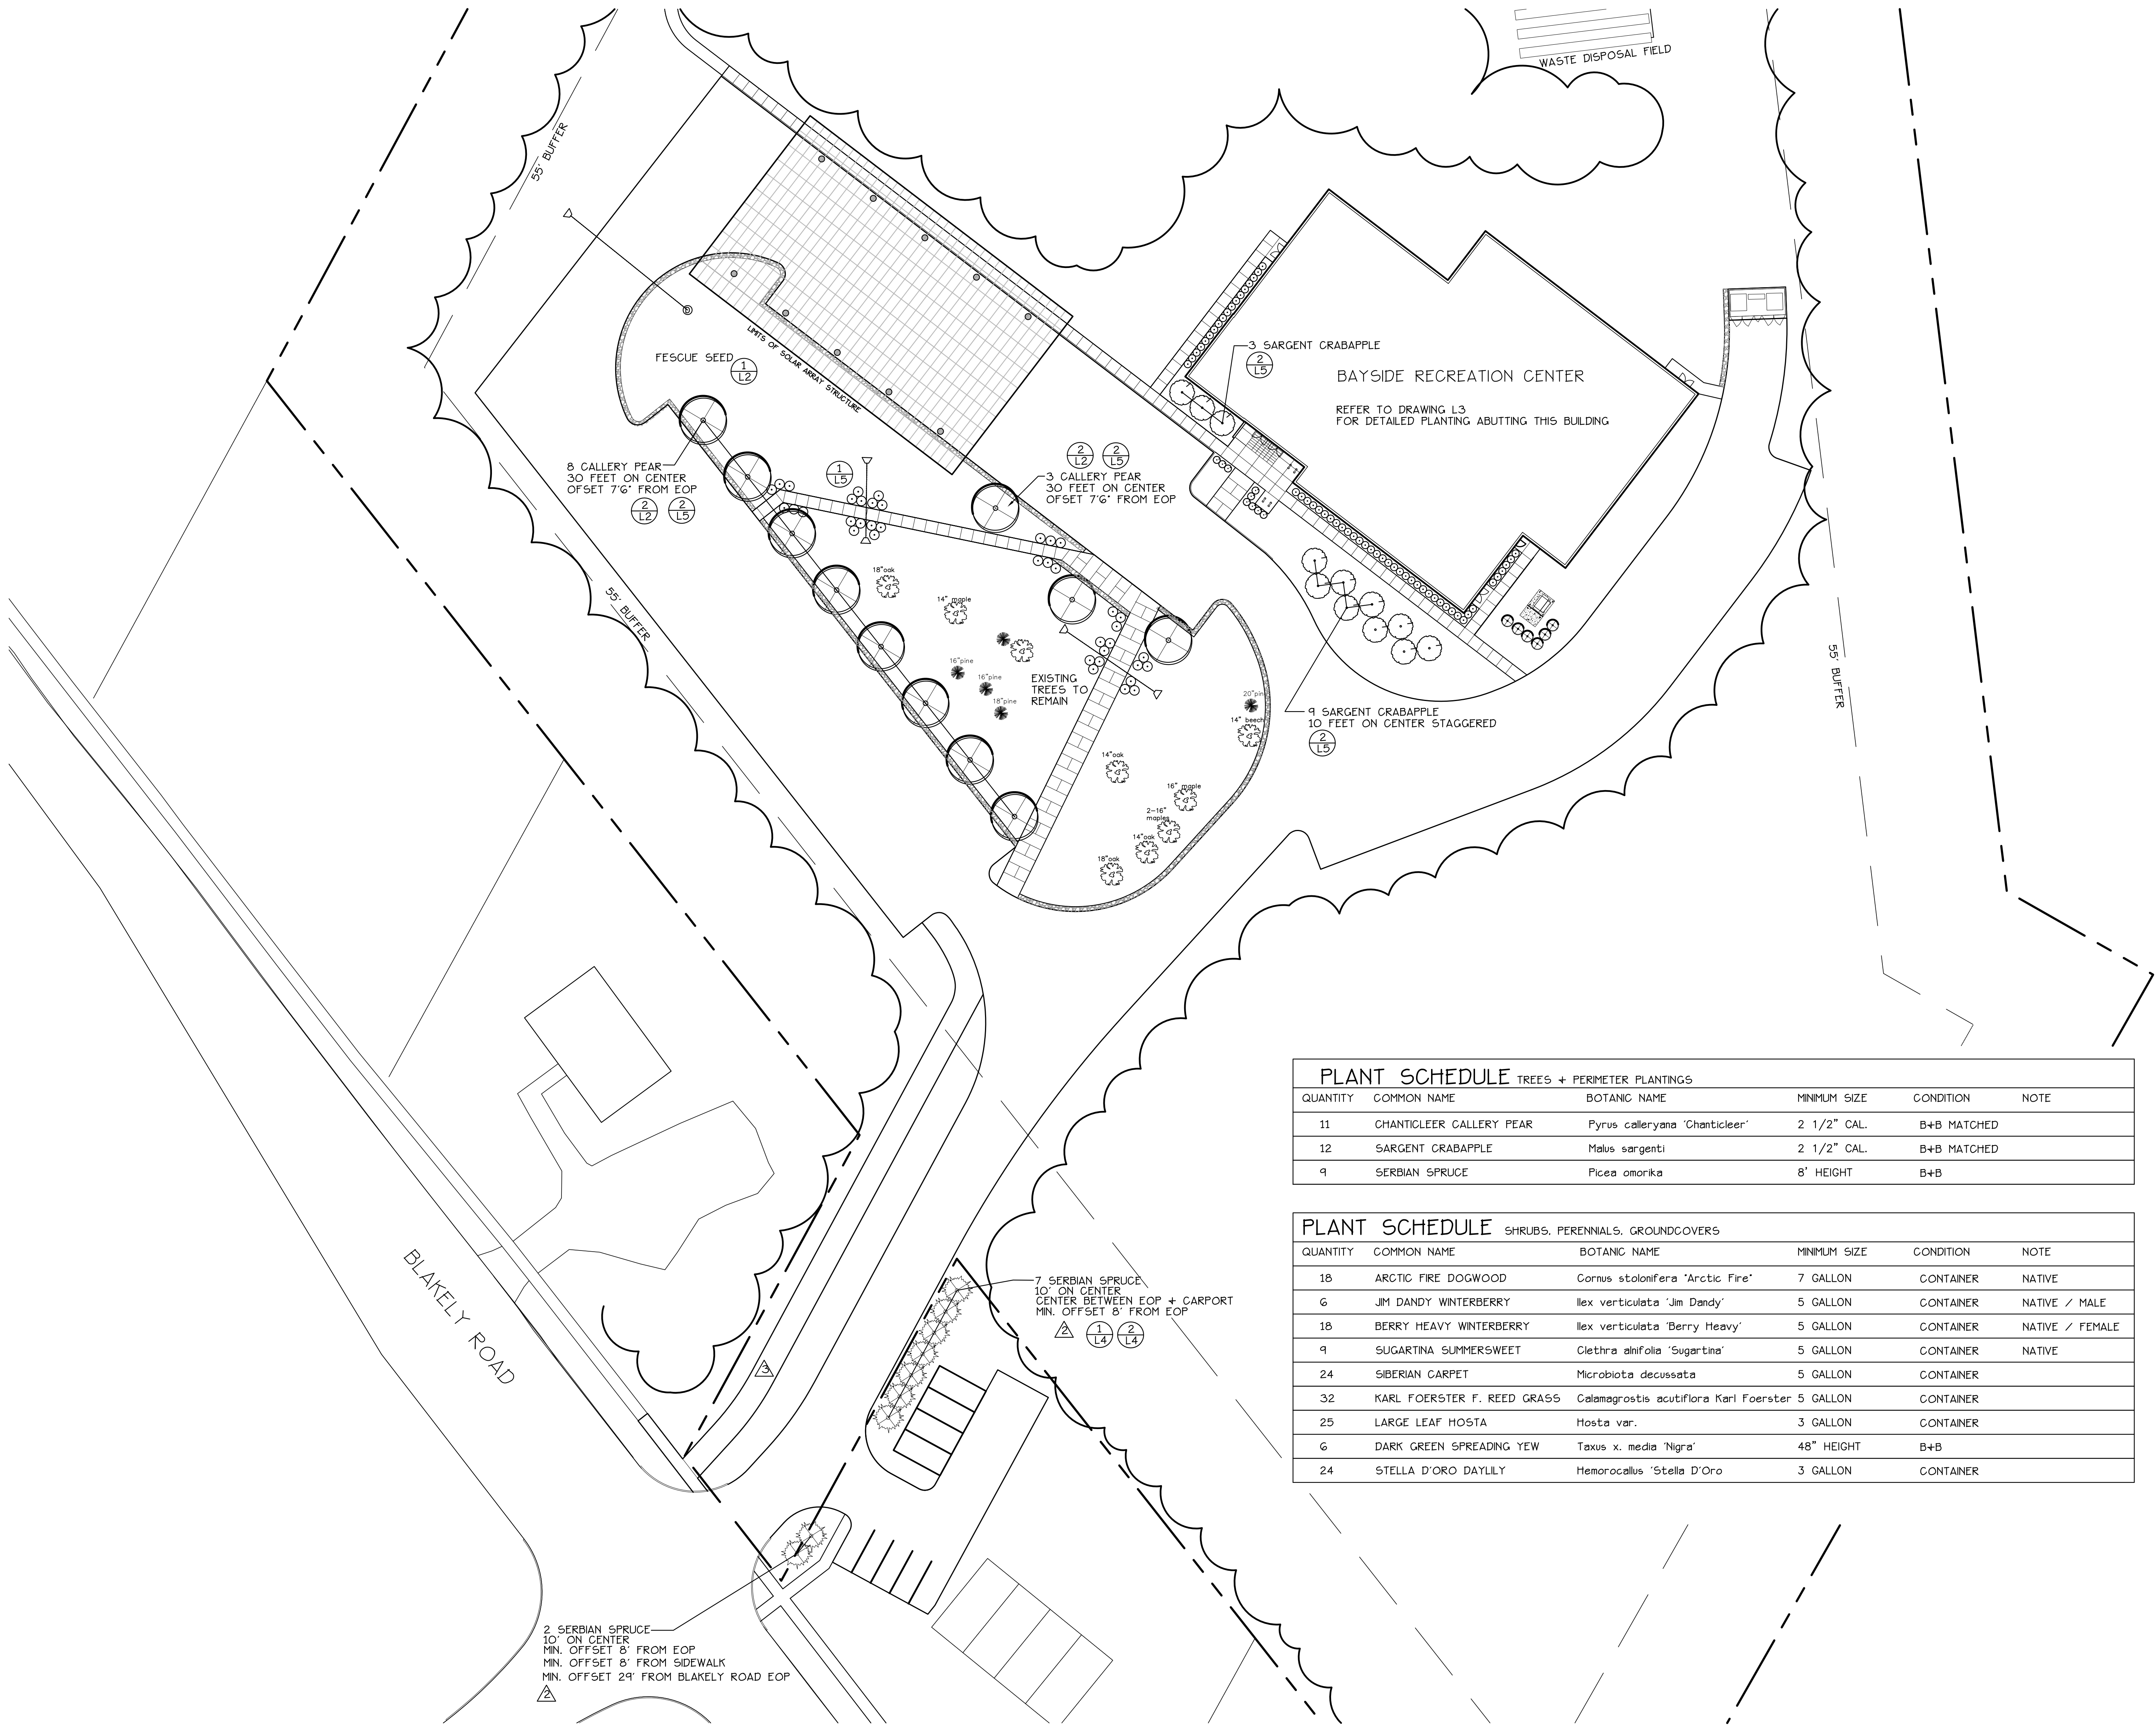 WASTE DISPOSAL FIELD
55' BUFFER
FESCUE SEED
1
L2
LIMITS OF SOLAR ARRAY STRUCTURE
3 SARGENT CRABAPPLE
2
L5
BAYSIDE RECREATION CENTER
REFER TO DRAWING L3
FOR DETAILED PLANTING ABUTTING THIS BUILDING
8 CALLERY PEAR
30 FEET ON CENTER
OFSET 7'6" FROM EOP
2
L2
2
L5
1
L5
2
L2
2
L5
3 CALLERY PEAR
30 FEET ON CENTER
OFSET 7'6" FROM EOP
55' BUFFER
18"oak
14" maple
16"pine
16"pine
18"pine
EXISTING
TREES TO
REMAIN
20"pin
14" beech
14"oak
16" maple
2-16"
maples
14"oak
18"oak
9 SARGENT CRABAPPLE
10 FEET ON CENTER STAGGERED
2
L5
55' BUFFER
BLAKELY ROAD
7 SERBIAN SPRUCE
10' ON CENTER
CENTER BETWEEN EOP + CARPORT
MIN. OFFSET 8' FROM EOP
2
1
L4
2
L4
3
2 SERBIAN SPRUCE
10' ON CENTER
MIN. OFFSET 8' FROM EOP
MIN. OFFSET 8' FROM SIDEWALK
MIN. OFFSET 29' FROM BLAKELY ROAD EOP
2
PLANT SCHEDULE TREES + PERIMETER PLANTINGS
QUANTITY COMMON NAME BOTANIC NAME MINIMUM SIZE CONDITION NOTE
11 CHANTICLEER CALLERY PEAR Pyrus calleryana 'Chanticleer' 2 1/2" CAL. B+B MATCHED
12 SARGENT CRABAPPLE Malus sargenti 2 1/2" CAL. B+B MATCHED
9 SERBIAN SPRUCE Picea omorika 8' HEIGHT B+B
PLANT SCHEDULE SHRUBS, PERENNIALS, GROUNDCOVERS
QUANTITY COMMON NAME BOTANIC NAME MINIMUM SIZE CONDITION NOTE
18 ARCTIC FIRE DOGWOOD Cornus stolonifera "Arctic Fire" 7 GALLON CONTAINER NATIVE
6 JIM DANDY WINTERBERRY Ilex verticulata 'Jim Dandy' 5 GALLON CONTAINER NATIVE / MALE
18 BERRY HEAVY WINTERBERRY Ilex verticulata 'Berry Heavy' 5 GALLON CONTAINER NATIVE / FEMALE
9 SUGARTINA SUMMERSWEET Clethra alnifolia 'Sugartina' 5 GALLON CONTAINER NATIVE
24 SIBERIAN CARPET Microbiota decussata 5 GALLON CONTAINER
32 KARL FOERSTER F. REED GRASS Calamagrostis acutiflora Karl Foerster 5 GALLON CONTAINER
25 LARGE LEAF HOSTA Hosta var. 3 GALLON CONTAINER
6 DARK GREEN SPREADING YEW Taxus x. media 'Nigra' 48" HEIGHT B+B
24 STELLA D'ORO DAYLILY Hemorocallus 'Stella D'Oro 3 GALLON CONTAINER